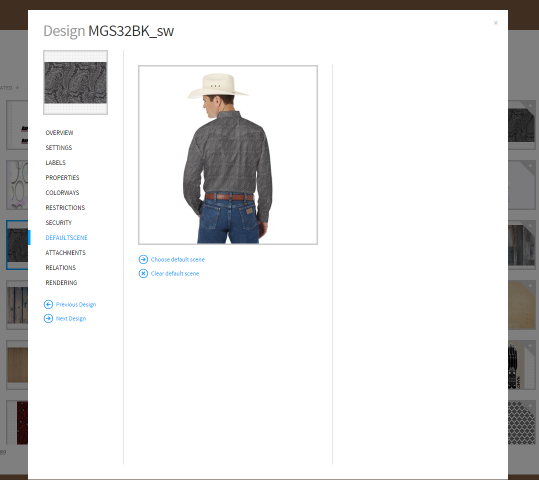 Design MGS32BK_sw
×
OVERVIEW
SETTINGS
LABELS
PROPERTIES
COLORWAYS
RESTRICTIONS
SECURITY
DEFAULTSCENE
ATTACHMENTS
RELATIONS
RENDERING
Previous Design
Next Design
Choose default scene
Clear default scene